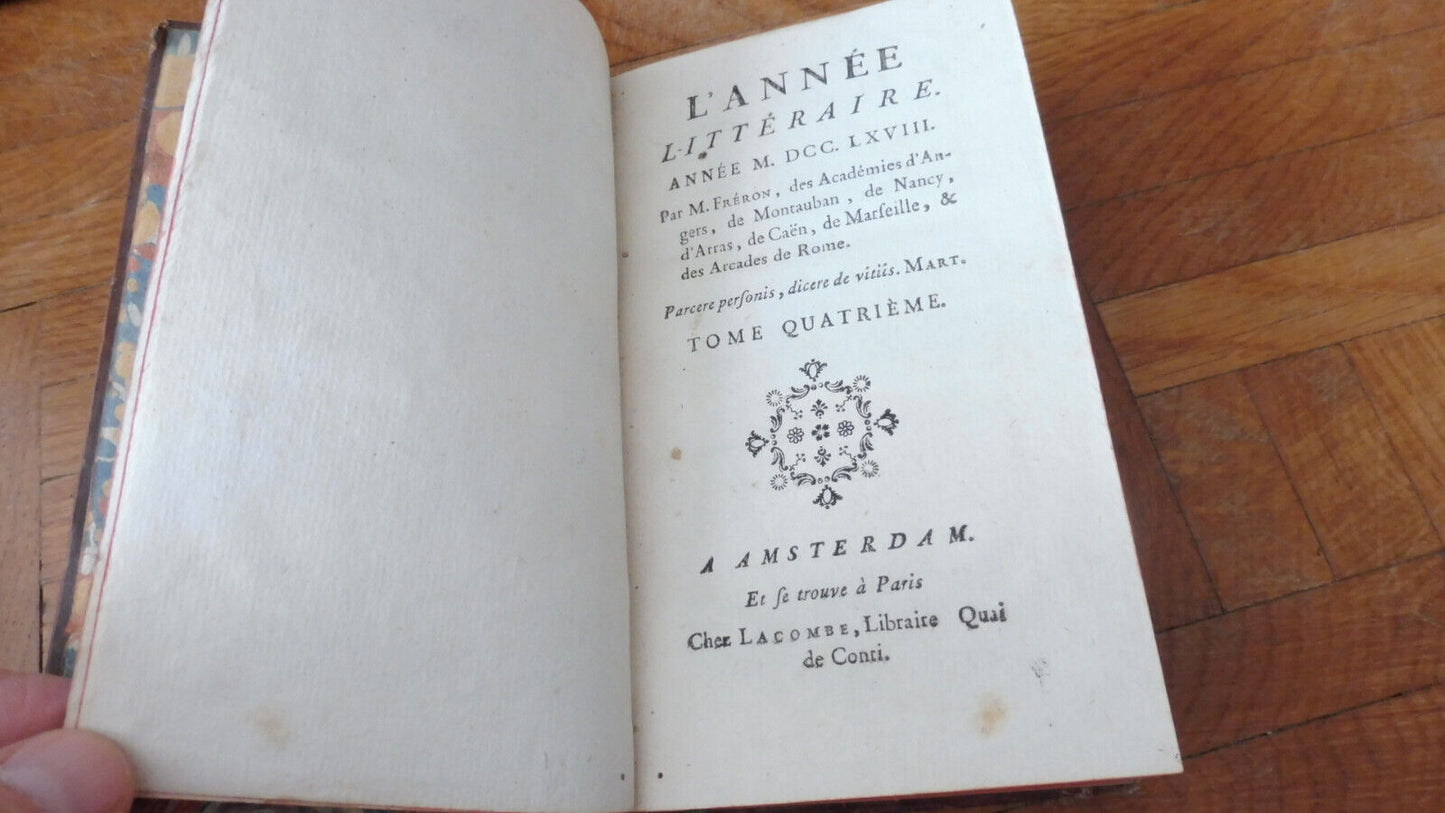 L'ANNÉE
LITTÉRAIRE.
ANNÉE M. DCC. LXVIII.
Par M. FRÉRON, des Académies d'An-
gers, de Montauban, de Nancy,
d'Arras, de Caën, de Marſeille, &
des Arcades de Rome.
Parcere perſonis, dicere de vitiis. MART.
TOME QUATRIÈME.
A AMSTERDAM.
Et ſe trouve à Paris
Chez LACOMBE, Libraire Quai
de Conti.